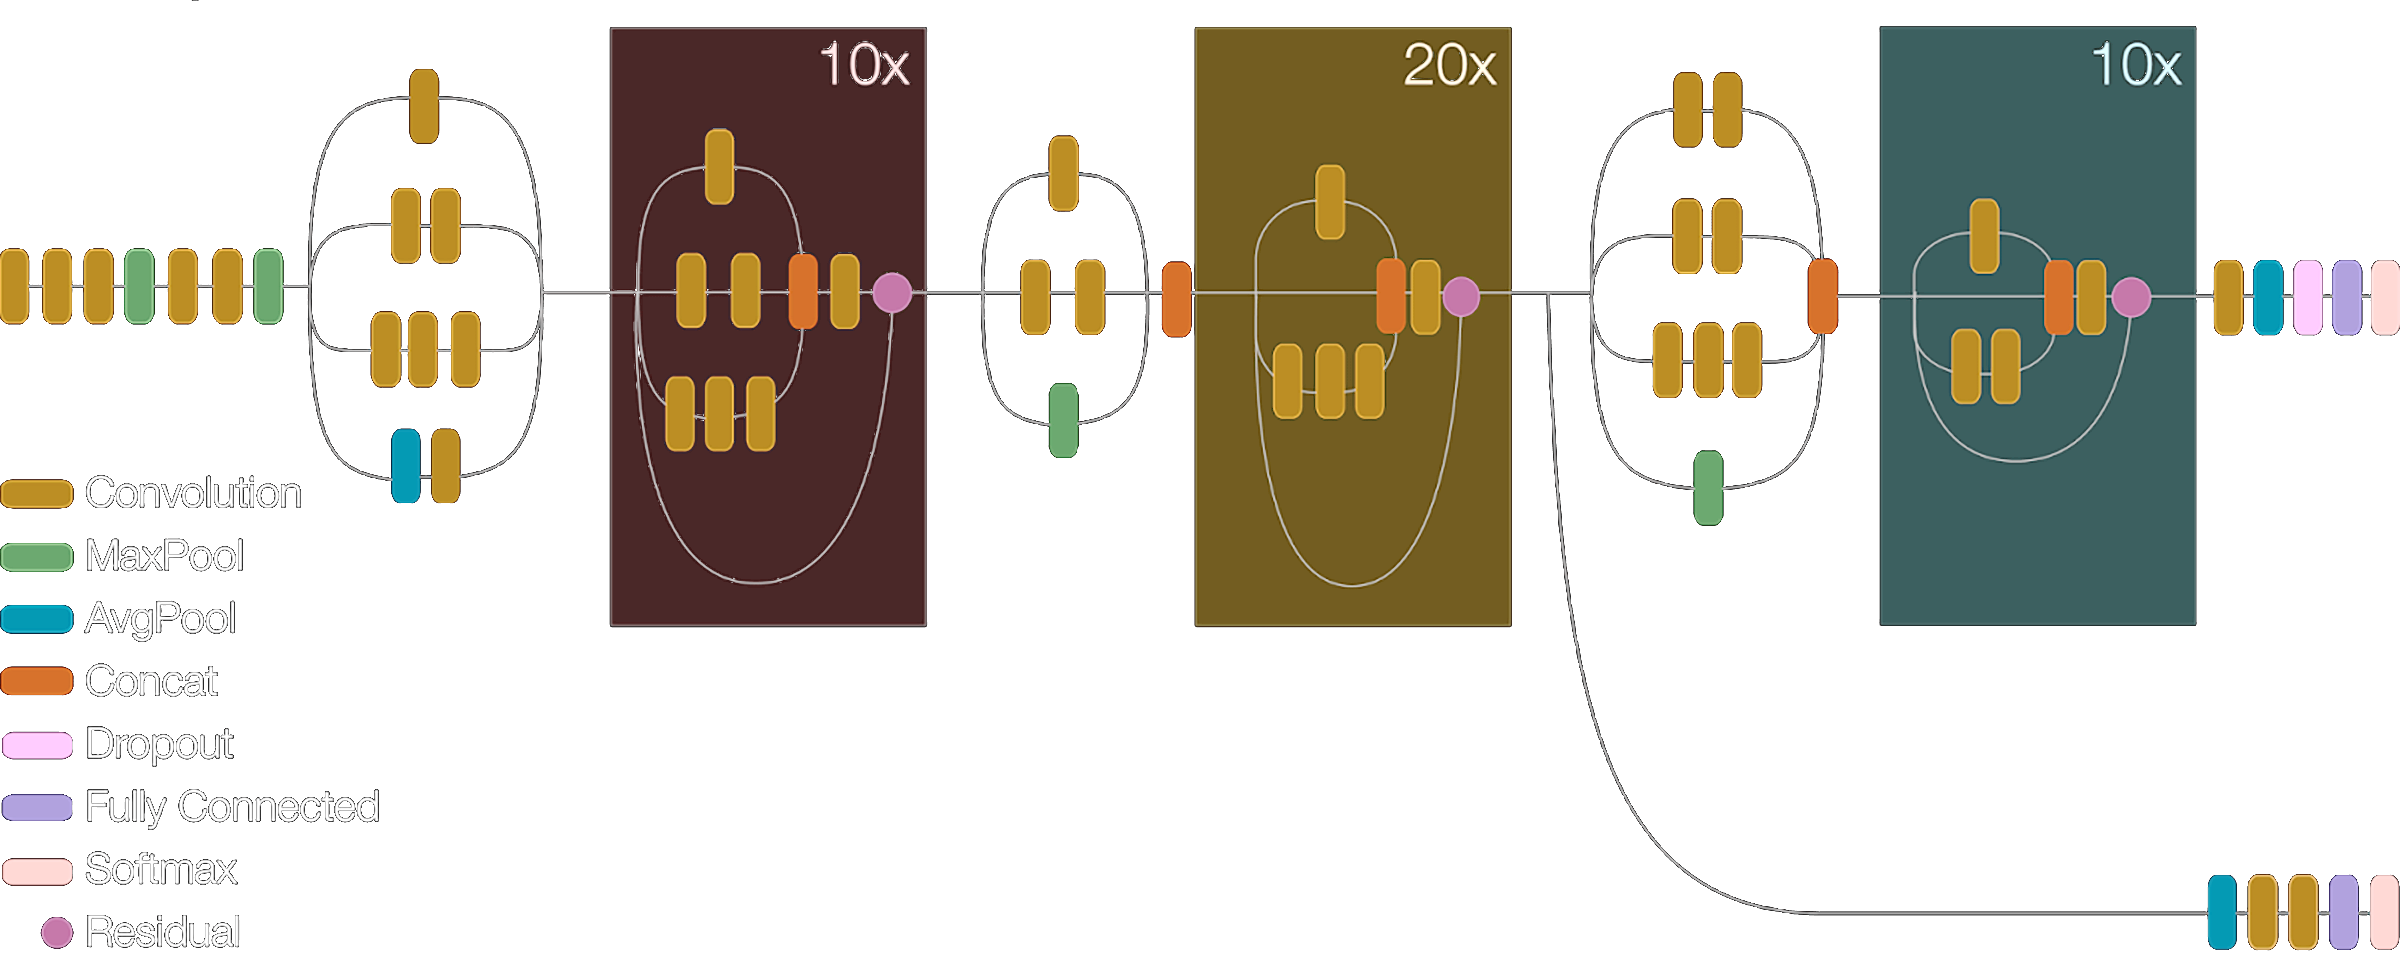 10x
20x
10x
Convolution
MaxPool
AvgPool
Concat
Dropout
Fully Connected
Softmax
Residual